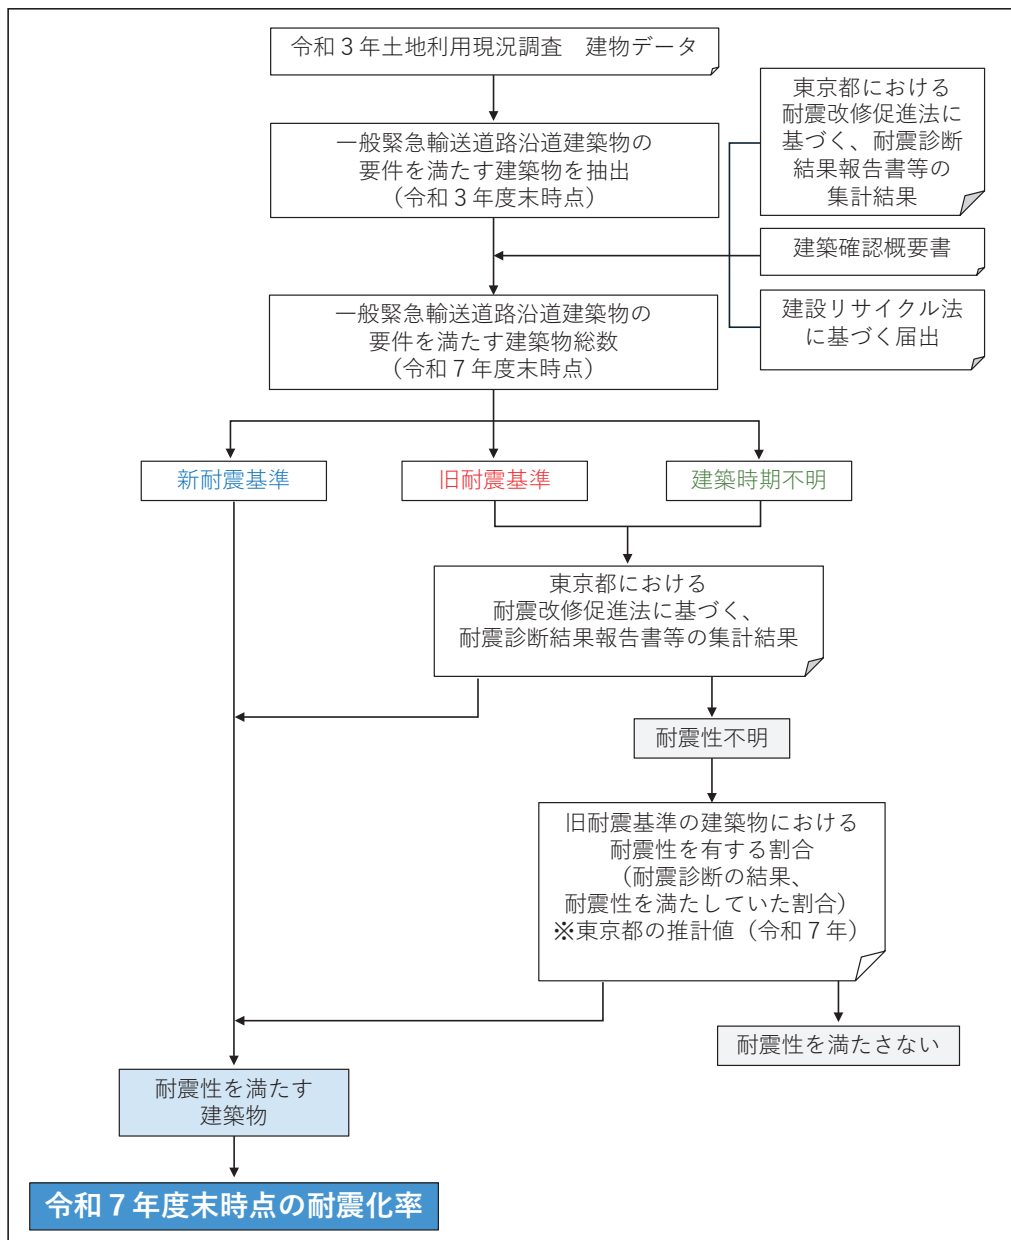 令和３年土地利用現況調査　建物データ
一般緊急輸送道路沿道建築物の
要件を満たす建築物を抽出
（令和３年度末時点）
東京都における
耐震改修促進法に
基づく、耐震診断
結果報告書等の
集計結果
建築確認概要書
建設リサイクル法
に基づく届出
一般緊急輸送道路沿道建築物の
要件を満たす建築物総数
（令和７年度末時点）
新耐震基準
旧耐震基準
建築時期不明
東京都における
耐震改修促進法に基づく、
耐震診断結果報告書等の集計結果
耐震性不明
旧耐震基準の建築物における
耐震性を有する割合
（耐震診断の結果、
耐震性を満たしていた割合）
※東京都の推計値（令和７年）
耐震性を満たさない
耐震性を満たす
建築物
令和７年度末時点の耐震化率